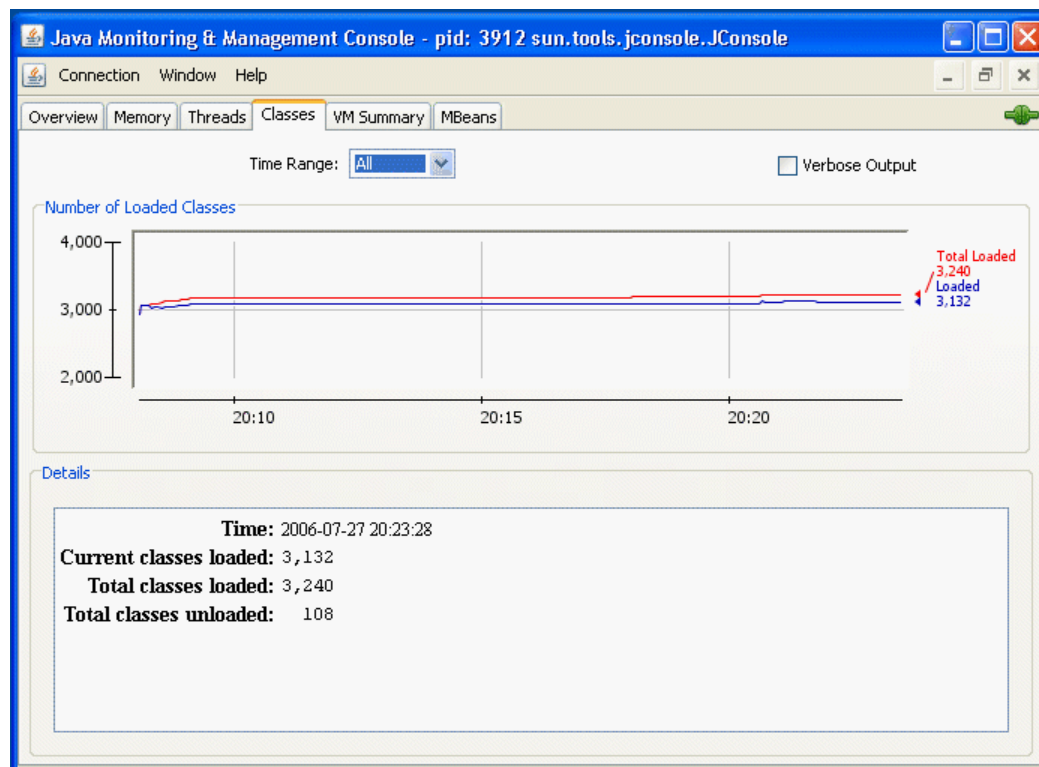 Java Monitoring & Management Console - pid: 3912 sun.tools.jconsole.JConsole
Connection Window Help
Overview Memory Threads Classes VM Summary MBeans
Time Range: All Verbose Output
Number of Loaded Classes
4,000
3,000
2,000
Total Loaded
3,240
Loaded
3,132
20:10 20:15 20:20
Details
Time: 2006-07-27 20:23:28
Current classes loaded: 3,132
Total classes loaded: 3,240
Total classes unloaded: 108